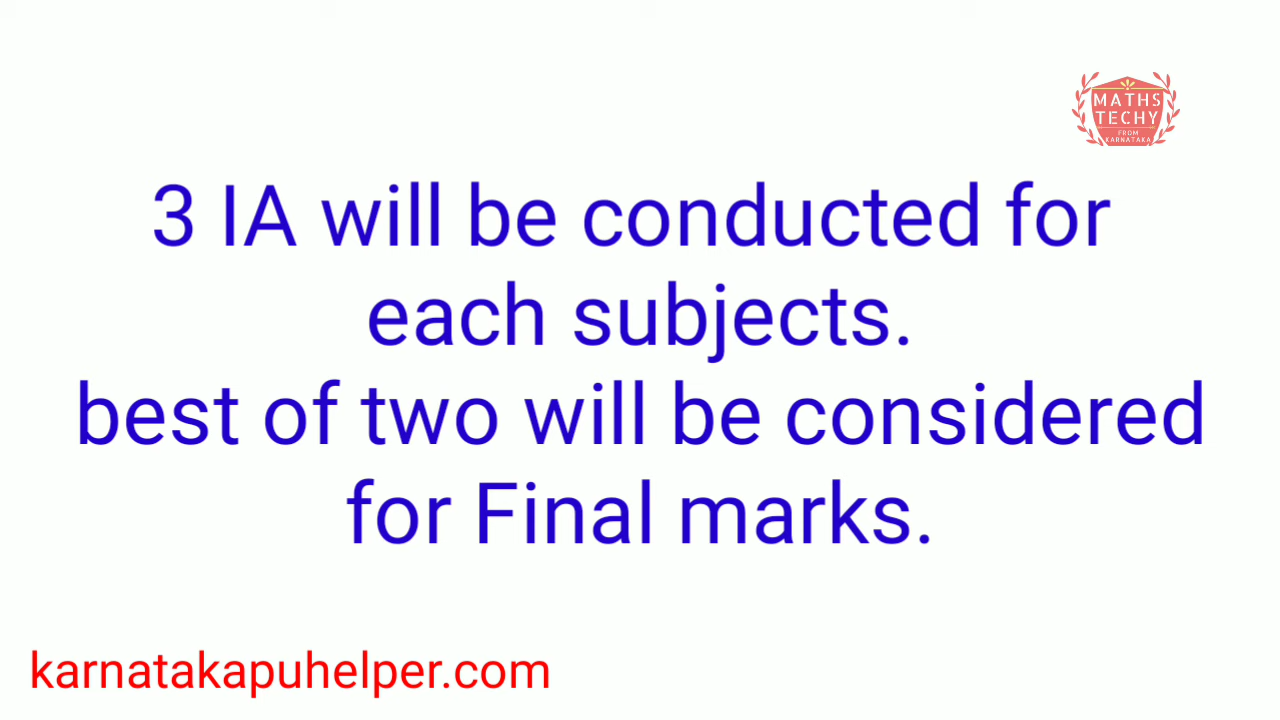 MATHS
TECHY
FROM
KARNATAKA
3 IA will be conducted for
each subjects.
best of two will be considered
for Final marks.
karnatakapuhelper.com